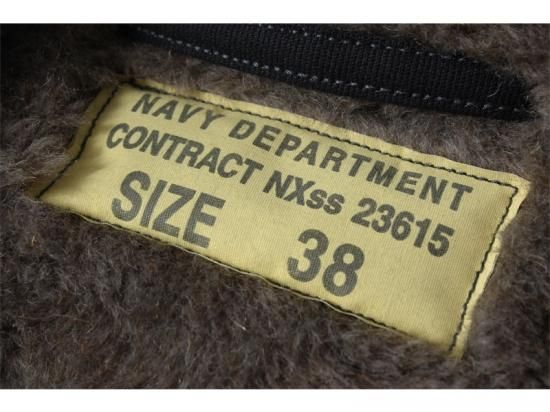 NAVY DEPARTMENT
CONTRACT NXss 23615
SIZE 38